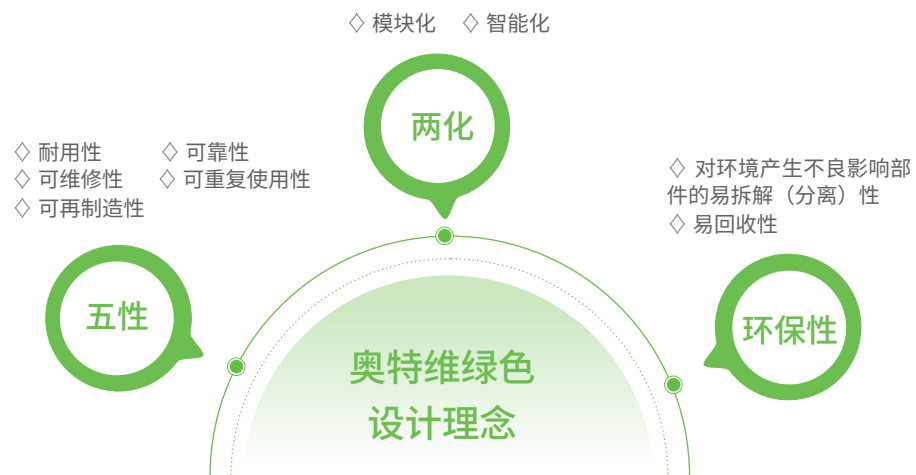 ◇ 模块化 ◇ 智能化
两化
◇ 耐用性 ◇ 可靠性
◇ 可维修性 ◇ 可重复使用性
◇ 可再制造性
五性
◇ 对环境产生不良影响部
件的易拆解（分离）性
◇ 易回收性
环保性
奥特维绿色
设计理念